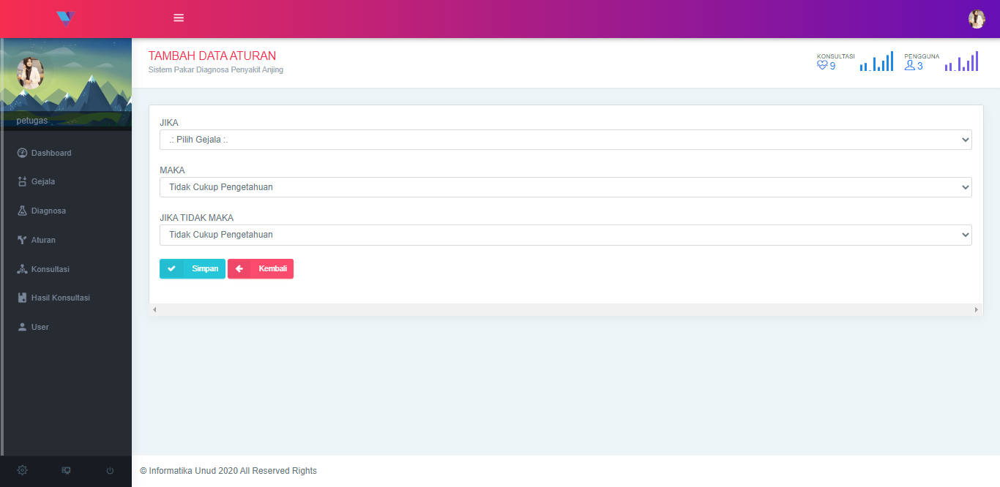 TAMBAH DATA ATURAN
Sistem Pakar Diagnosa Penyakit Anjing
KONSULTASI
9
PENGGUNA
3
petugas
Dashboard
Gejala
Diagnosa
Aturan
Konsultasi
Hasil Konsultasi
User
JIKA
.: Pilih Gejala :.
MAKA
Tidak Cukup Pengetahuan
JIKA TIDAK MAKA
Tidak Cukup Pengetahuan
Simpan
Kembali
© Informatika Unud 2020 All Reserved Rights